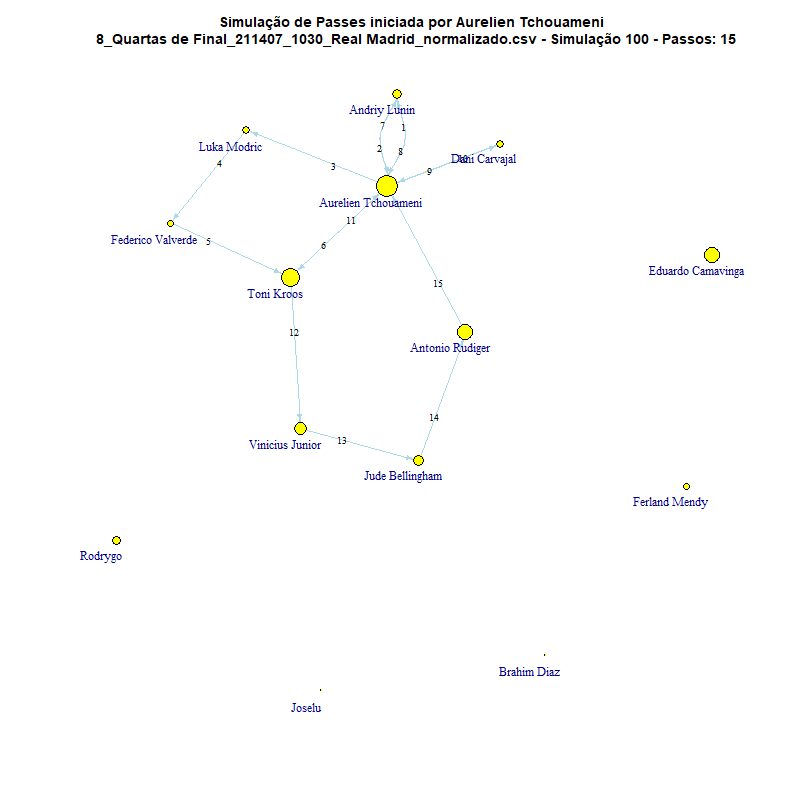 Simulação de Passes iniciada por Aurelien Tchouameni
8_Quartas de Final_211407_1030_Real Madrid_normalizado.csv - Simulação 100 - Passos: 15
Andriy Lunin
7
1
Luka Modric
2
8
Dani Carvajal
10
4
3
9
Aurelien Tchouameni
11
Federico Valverde
5
6
Eduardo Camavinga
15
Toni Kroos
12
Antonio Rudiger
14
Vinicius Junior
13
Jude Bellingham
Ferland Mendy
Rodrygo
Brahim Diaz
Joselu